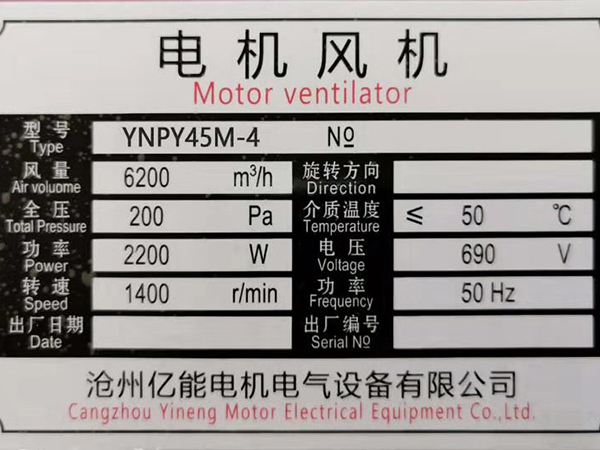 电机风机
Motor ventilator
型号 YNPY45M-4 №
Type
风量 6200 m³/h 旋转方向
Air voluome Direction
全压 200 Pa 介质温度 ≤ 50 ℃
Total Pressure Temperature
功率 2200 W 电压 690 V
Power Voltage
转速 1400 r/min 功率 50 Hz
Speed Frequency
出厂日期 出厂编号
Date Serial №
沧州亿能电机电气设备有限公司
Cangzhou Yineng Motor Electrical Equipment Co.,Ltd.